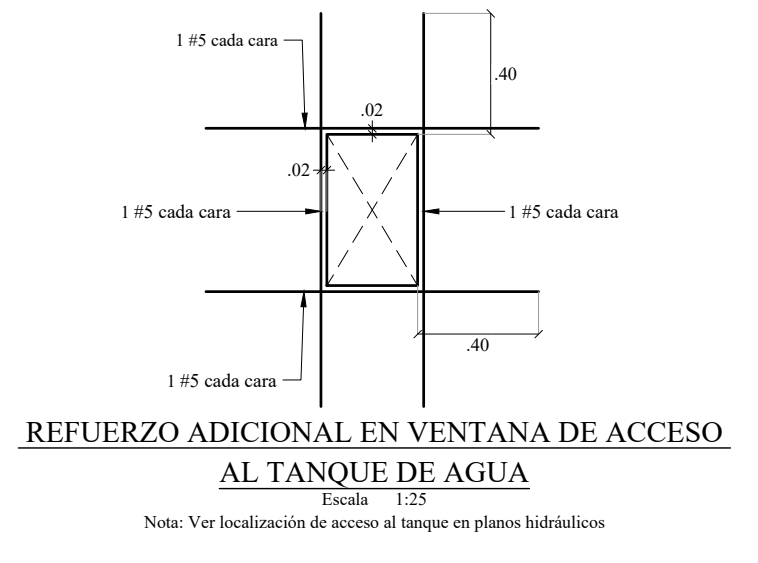 1 #5 cada cara
.40
.02
.02
1 #5 cada cara
1 #5 cada cara
.40
1 #5 cada cara
REFUERZO ADICIONAL EN VENTANA DE ACCESO
AL TANQUE DE AGUA
Escala 1:25
Nota: Ver localización de acceso al tanque en planos hidráulicos